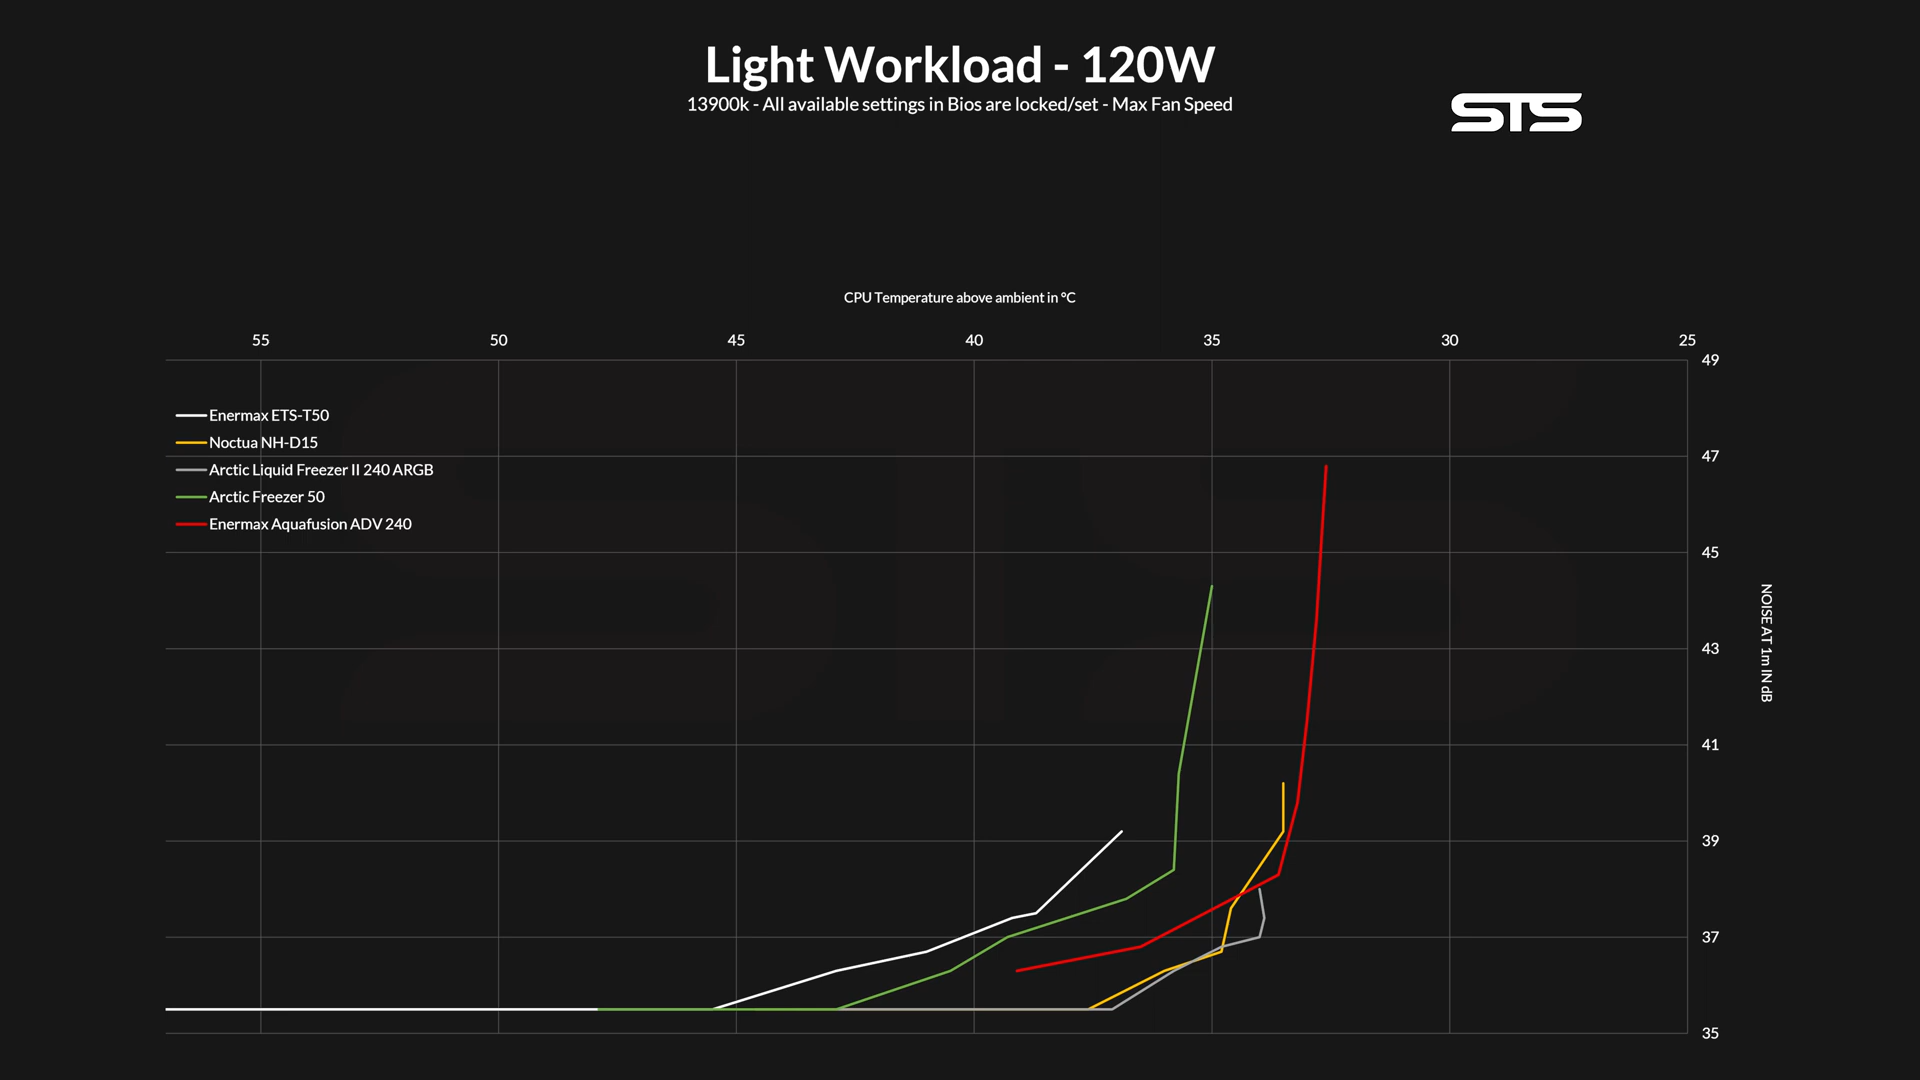 Light Workload - 120W
13900k - All available settings in Bios are locked/set - Max Fan Speed
STS
CPU Temperature above ambient in °C
55 50 45 40 35 30 25
49
Enermax ETS-T50
Noctua NH-D15
47
Arctic Liquid Freezer II 240 ARGB
Arctic Freezer 50
Enermax Aquafusion ADV 240
45
43
41
39
37
35
NOISE AT 1m IN dB